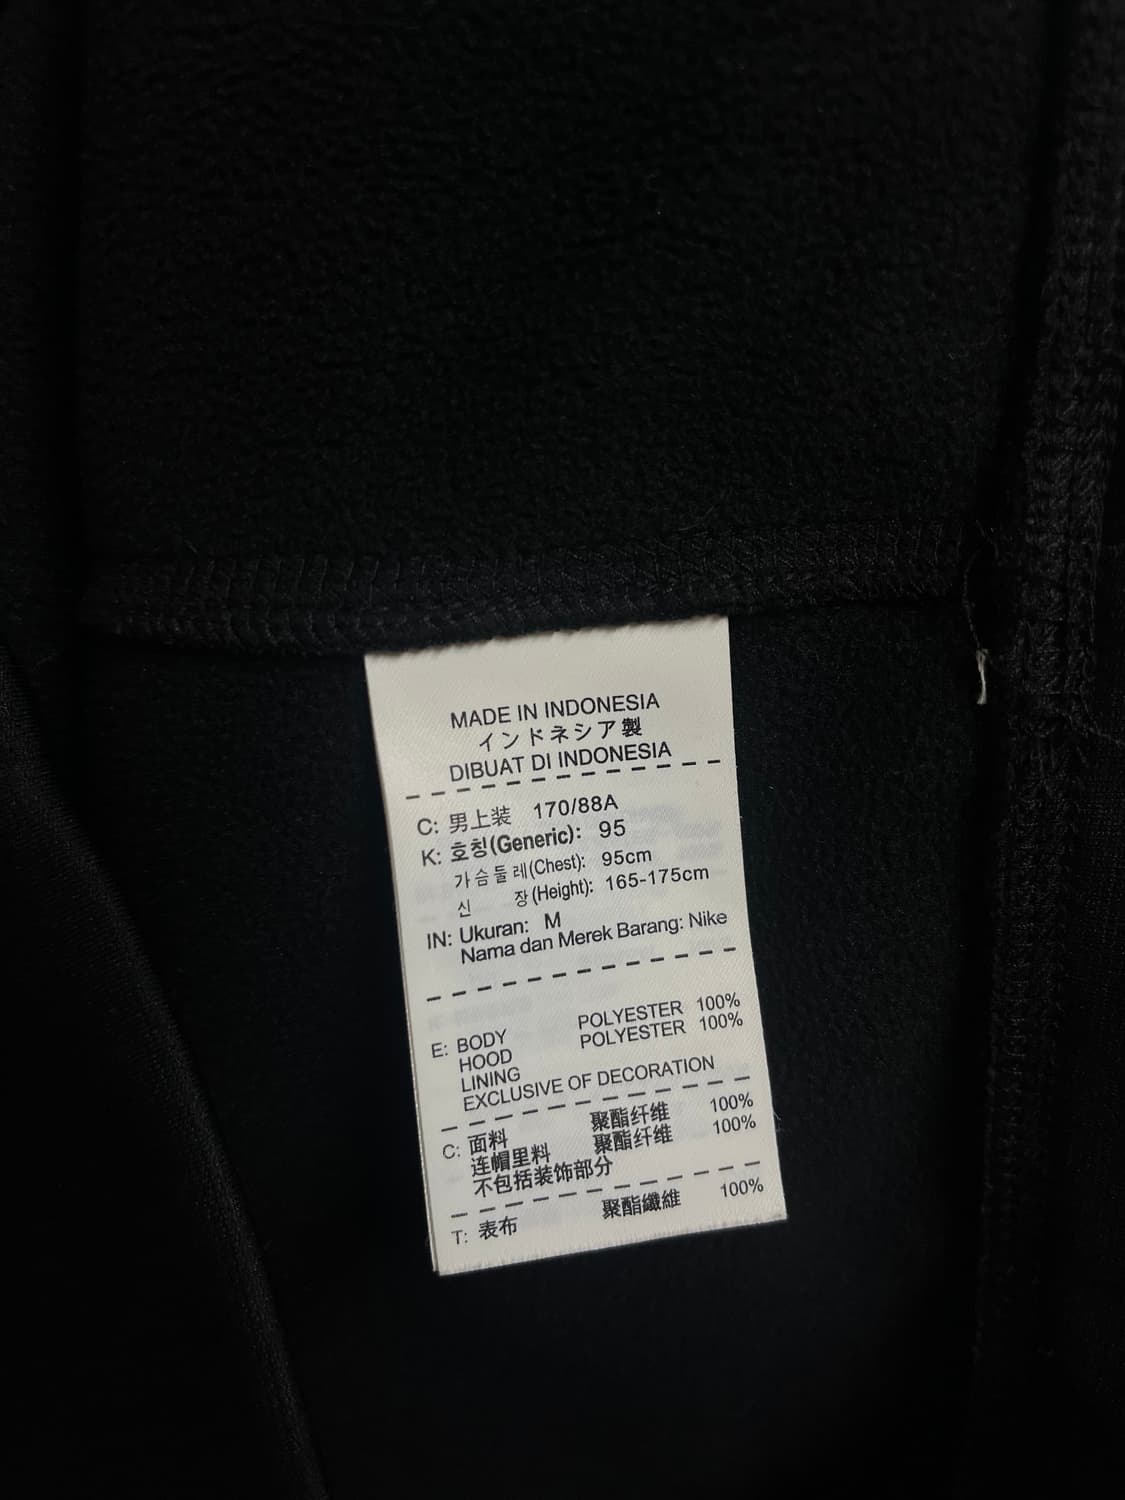 MADE IN INDONESIA
インドネシア製
DIBUAT DI INDONESIA
C: 男上装 170/88A
K: 호칭(Generic): 95
가슴둘레(Chest): 95cm
신 장(Height): 165-175cm
IN: Ukuran: M
Nama dan Merek Barang: Nike
E: BODY POLYESTER 100%
HOOD POLYESTER 100%
LINING
EXCLUSIVE OF DECORATION
C: 面料 聚酯纤维 100%
连帽里料 聚酯纤维 100%
不包括装饰部分
T: 表布 聚酯纖維 100%